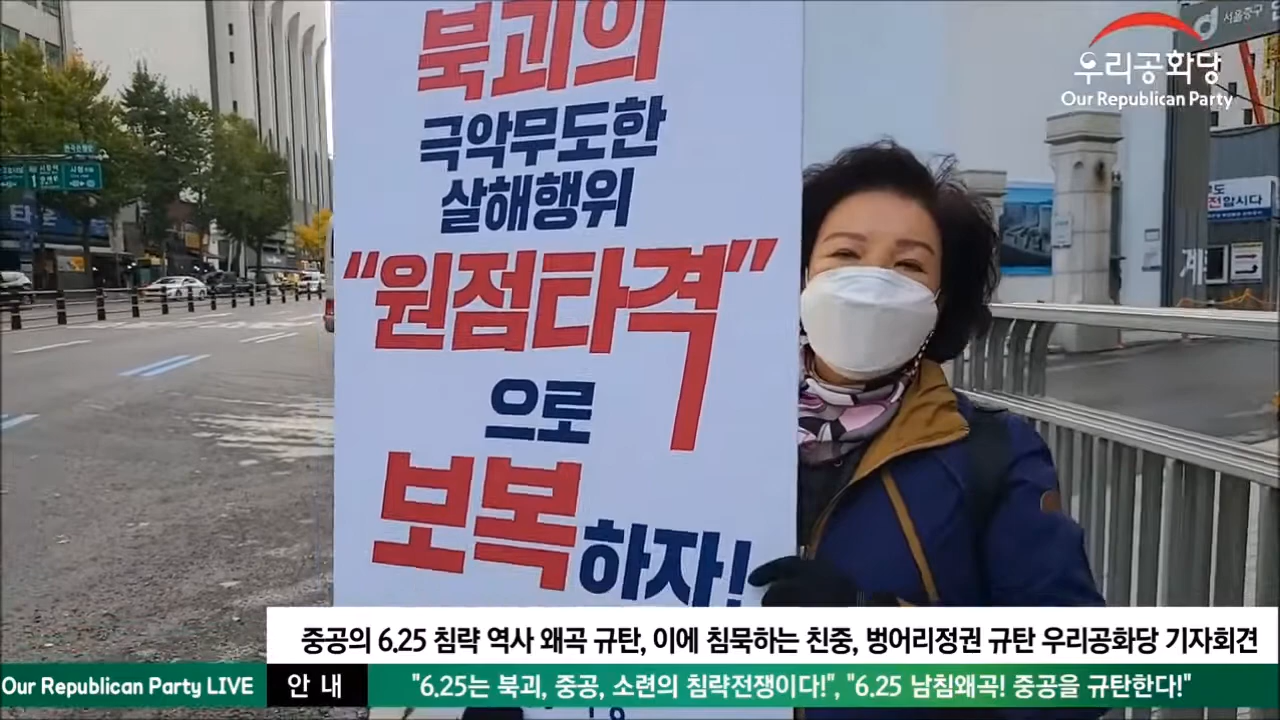 북괴의
극악무도한
살해행위
“원점타격”
으로
보복하자!
우리공화당
Our Republican Party
서울중구
계
중공의 6.25 침략 역사 왜곡 규탄, 이에 침묵하는 친중, 벙어리정권 규탄 우리공화당 기자회견
Our Republican Party LIVE
안 내
"6.25는 북괴, 중공, 소련의 침략전쟁이다!", "6.25 남침왜곡! 중공을 규탄한다!"